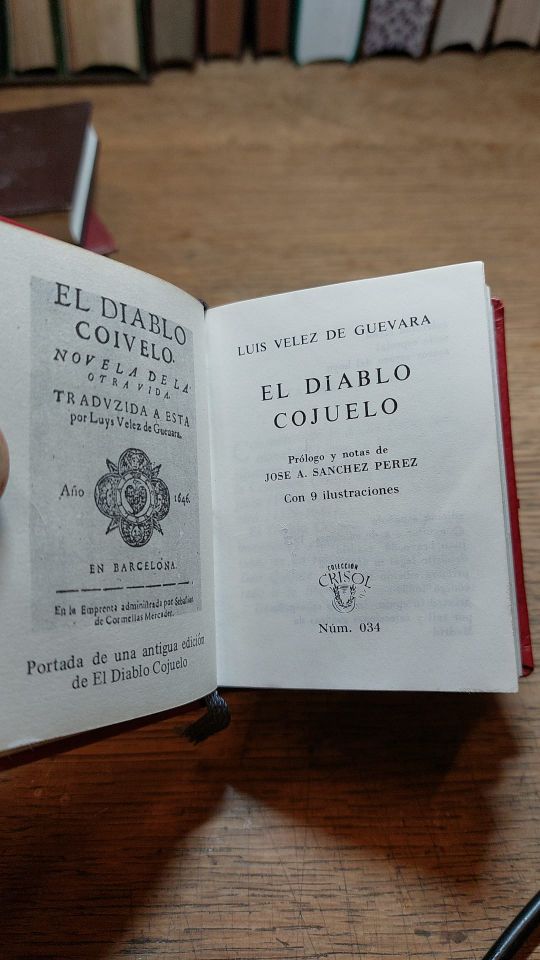 EL DIABLO
COIVELO.
NOVELA DE LA
OTRA VIDA.
TRADVZIDA A ESTA
por Luys Velez de Gueuara.
Año 1646.
EN BARCELONA.
En la Emprenta administrada por Sebastian
de Cormellas Mercader.
Portada de una antigua edición
de El Diablo Cojuelo
LUIS VELEZ DE GUEVARA
EL DIABLO
COJUELO
Prólogo y notas de
JOSE A. SANCHEZ PEREZ
Con 9 ilustraciones
COLECCION
CRISOL
Núm. 034